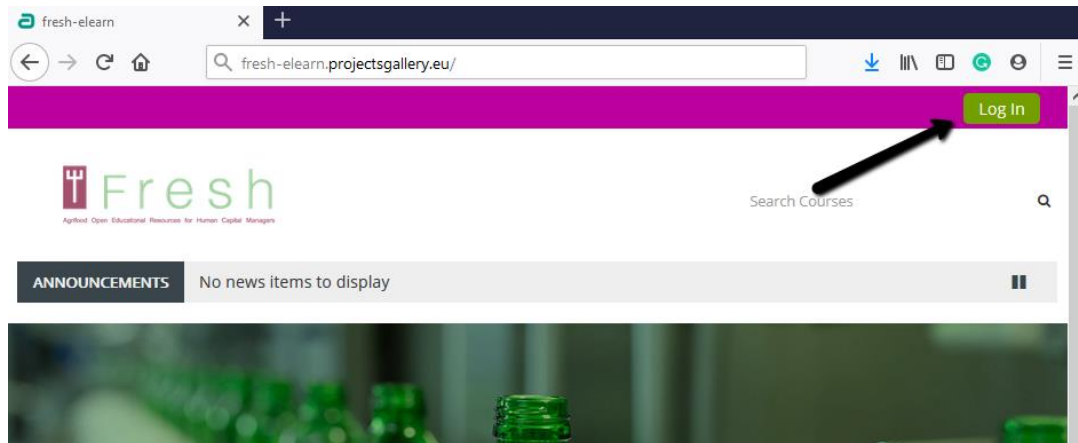 fresh-elearn
fresh-elearn.projectsgallery.eu/
Log In
Fresh
Agrifood Open Educational Resources for Human Capital Managers
Search Courses
ANNOUNCEMENTS No news items to display